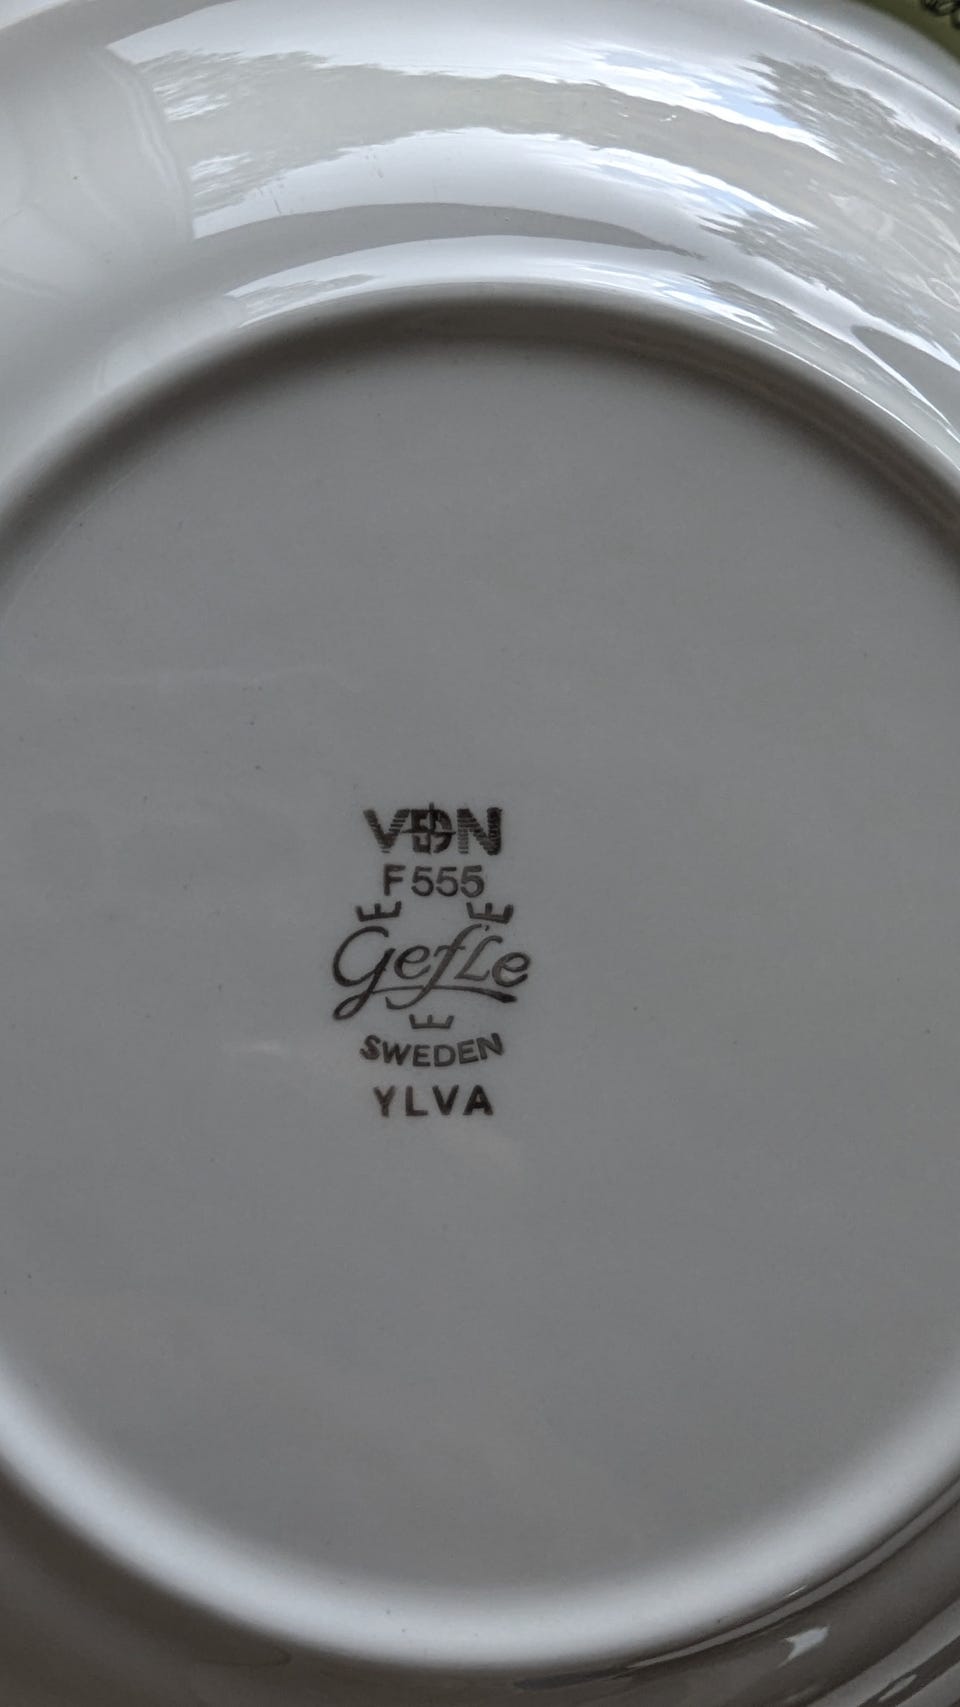 VDN
F555
Gefle
SWEDEN
YLVA